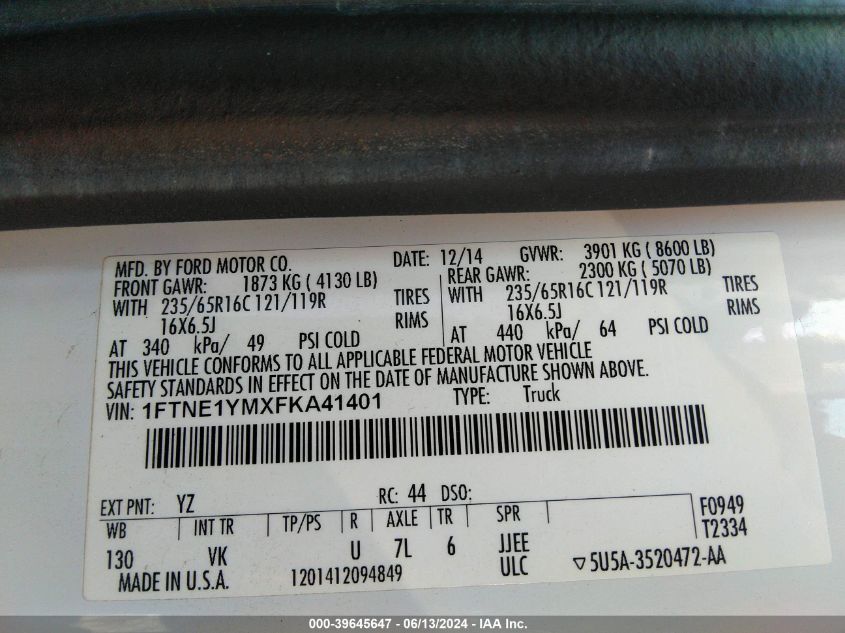 MFD. BY FORD MOTOR CO. DATE: 12/14 GVWR: 3901 KG ( 8600 LB)
FRONT GAWR: 1873 KG ( 4130 LB) REAR GAWR: 2300 KG ( 5070 LB)
WITH 235/65R16C 121/119R TIRES WITH 235/65R16C 121/119R TIRES
16X6.5J RIMS 16X6.5J RIMS
AT 340 kPa/ 49 PSI COLD AT 440 kPa/ 64 PSI COLD
THIS VEHICLE CONFORMS TO ALL APPLICABLE FEDERAL MOTOR VEHICLE
SAFETY STANDARDS IN EFFECT ON THE DATE OF MANUFACTURE SHOWN ABOVE.
VIN: 1FTNE1YMXFKA41401 TYPE: Truck
EXT PNT: YZ RC: 44 DSO:
WB INT TR TP/PS R AXLE TR SPR F0949
T2334
130 VK U 7L 6 JJEE
ULC ▽5U5A-3520472-AA
MADE IN U.S.A. 1201412094849
000-39645647 - 06/13/2024 - IAA Inc.